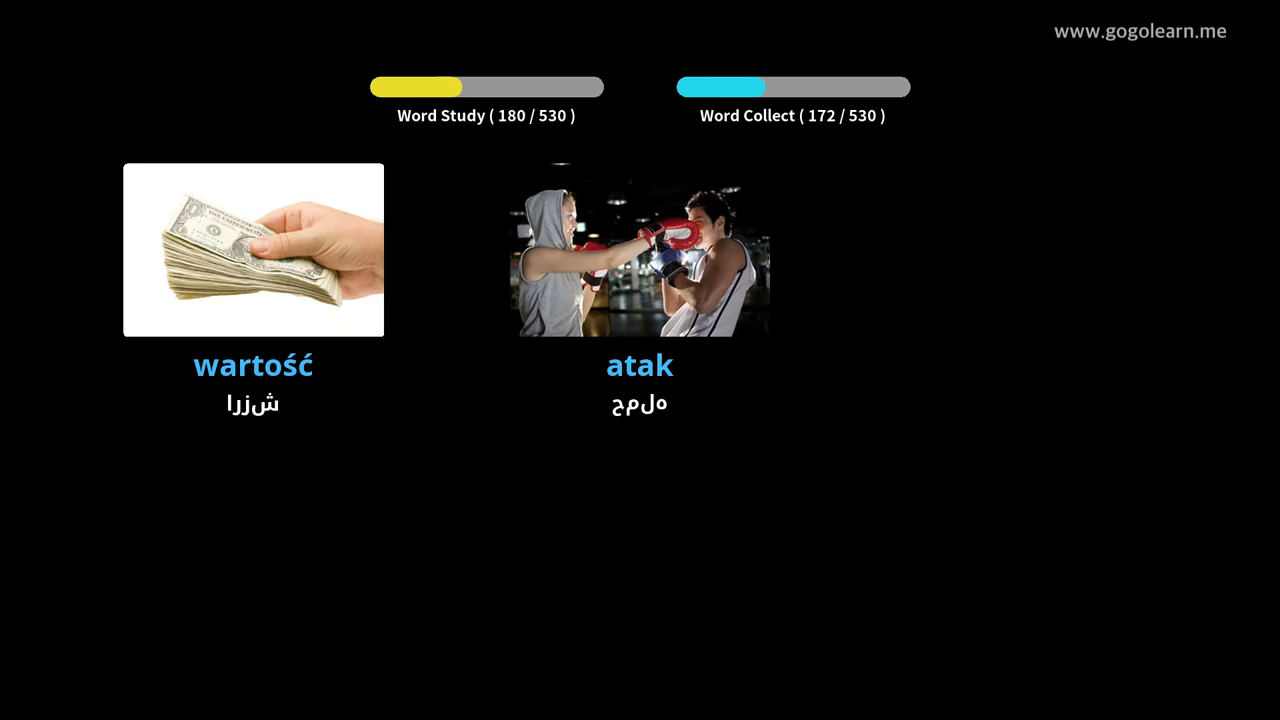 www.gogolearn.me
Word Study ( 180 / 530 )
Word Collect ( 172 / 530 )
wartość
ارزش
atak
حمله